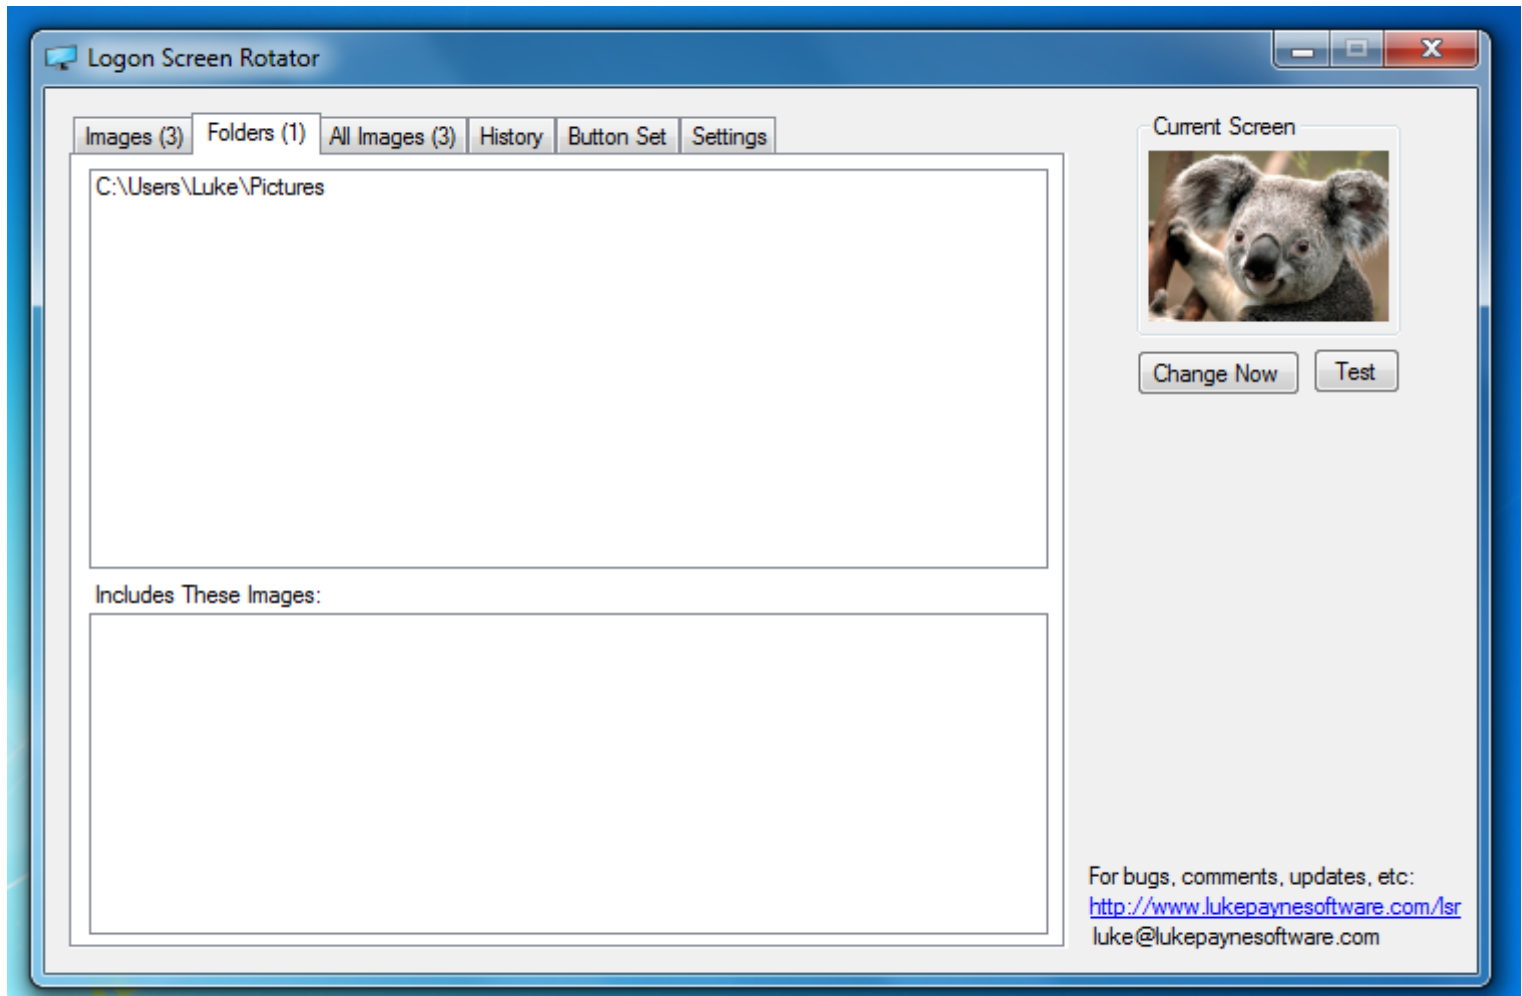 Logon Screen Rotator
Images (3) Folders (1) All Images (3) History Button Set Settings
C:\Users\Luke\Pictures
Includes These Images:
Current Screen
Change Now Test
For bugs, comments, updates, etc:
http://www.lukepaynesoftware.com/lsr
luke@lukepaynesoftware.com